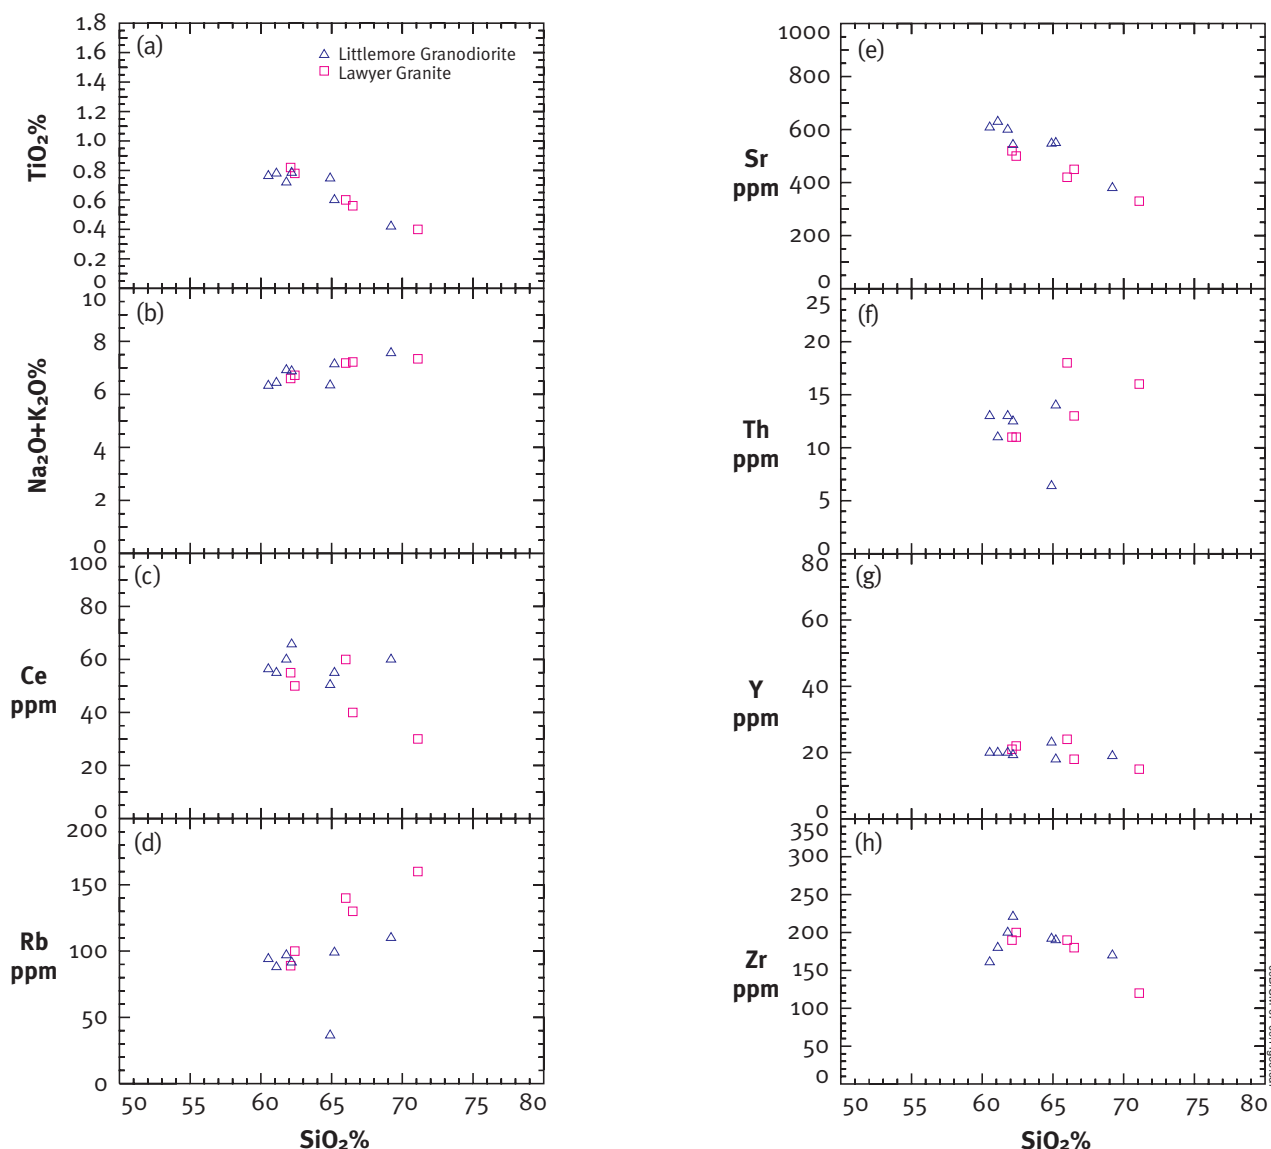 (a)
Littlemore Granodiorite
Lawyer Granite
TiO₂%
1.8
1.6
1.4
1.2
1.0
0.8
0.6
0.4
0.2
0
(b)
Na₂O+K₂O%
10
8
6
4
2
0
(c)
Ce
ppm
100
80
60
40
20
0
(d)
Rb
ppm
200
150
100
50
0
50
55
60
65
70
75
80
SiO₂%
(e)
Sr
ppm
1000
800
600
400
200
0
(f)
Th
ppm
25
20
15
10
5
0
(g)
Y
ppm
80
60
40
20
0
(h)
Zr
ppm
350
300
250
200
150
100
50
0
50
55
60
65
70
75
80
SiO₂%